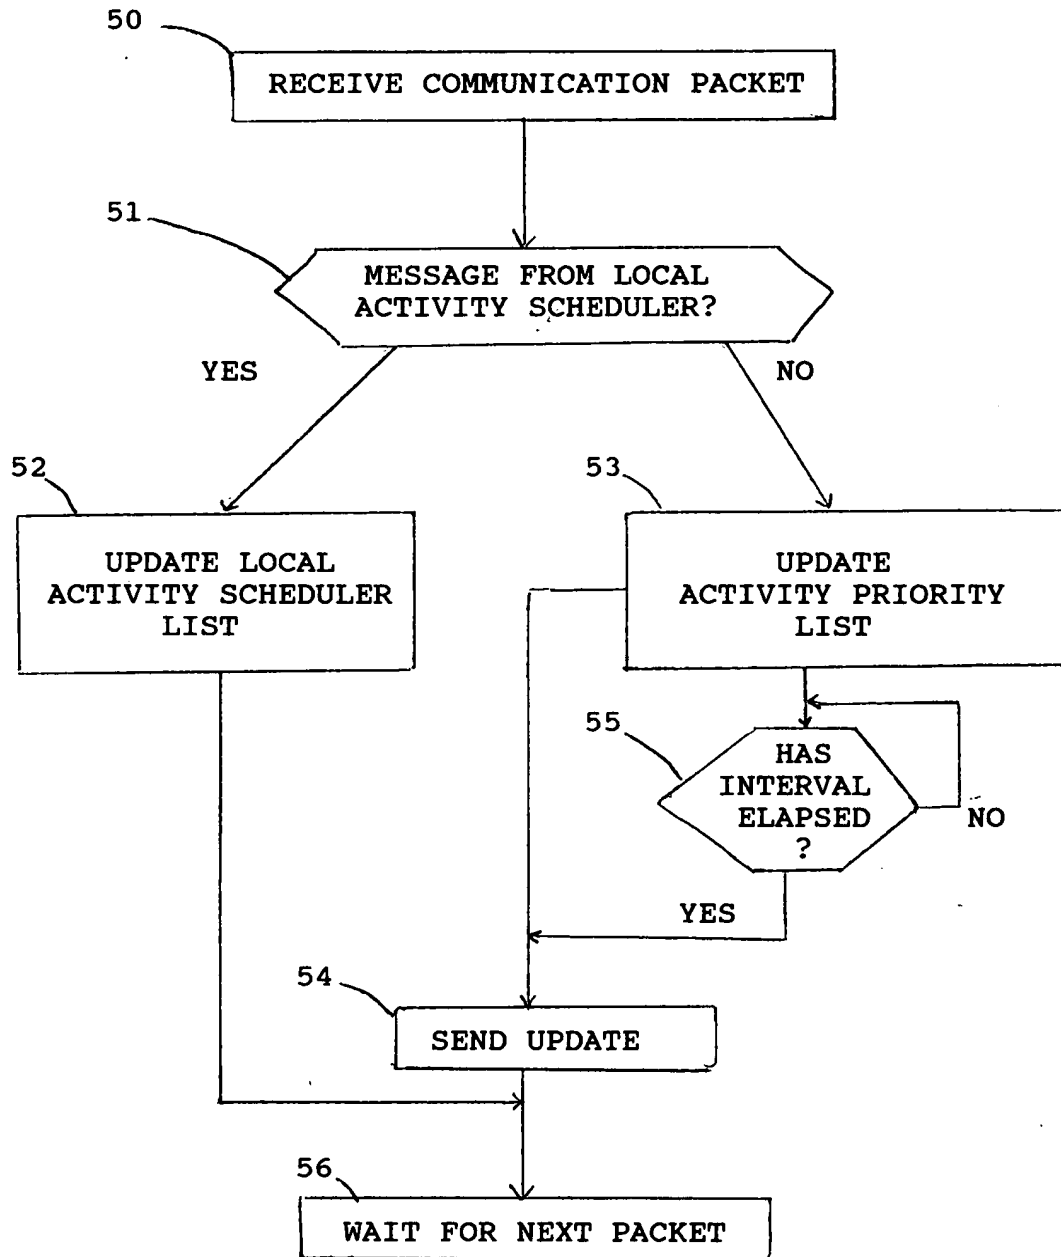 50
RECEIVE COMMUNICATION PACKET
51
MESSAGE FROM LOCAL
ACTIVITY SCHEDULER?
YES
NO
52
53
UPDATE LOCAL
ACTIVITY SCHEDULER
LIST
UPDATE
ACTIVITY PRIORITY
LIST
55
HAS
INTERVAL
ELAPSED
?
NO
YES
54
SEND UPDATE
56
WAIT FOR NEXT PACKET